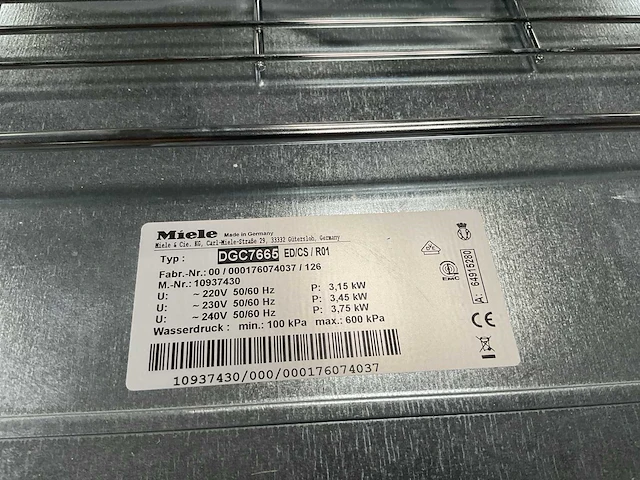 Miele Made in Germany
Miele & Cie. KG, Carl-Miele-Straße 29, 33332 Gütersloh, Germany
Typ : DGC7665 ED/CS / R01
Fabr.-Nr.: 00 / 000176074037 / 126
M.-Nr.: 10937430
U: ~ 220V 50/60 Hz P: 3,15 kW
U: ~ 230V 50/60 Hz P: 3,45 kW
U: ~ 240V 50/60 Hz P: 3,75 kW
Wasserdruck : min.: 100 kPa max.: 600 kPa
10937430/000/000176074037
A.: 64915280
CE